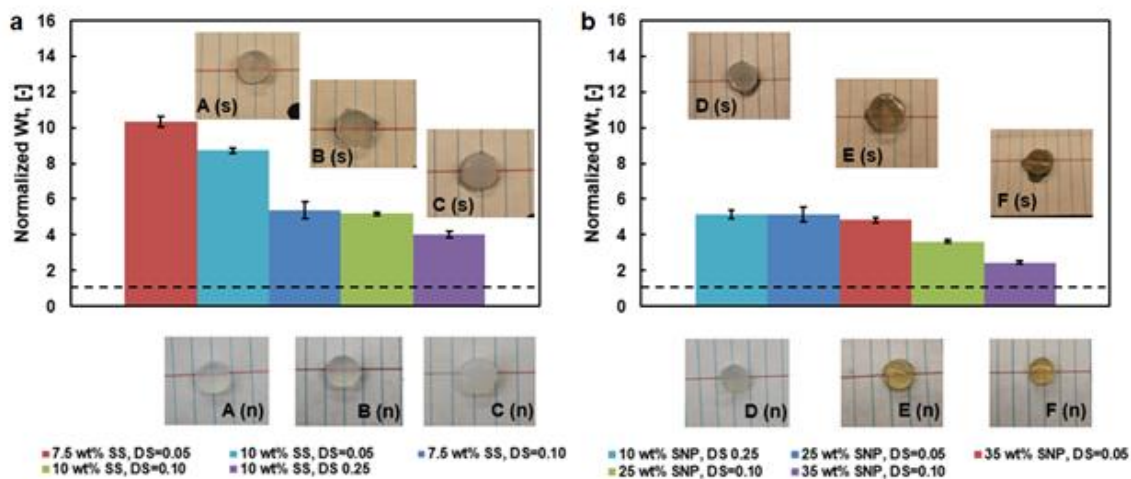 a
Normalized Wt, [-]
16
14
12
10
8
6
4
2
0
A (s)
B (s)
C (s)
A (n)
B (n)
C (n)
7.5 wt% SS, DS=0.05
10 wt% SS, DS=0.05
7.5 wt% SS, DS=0.10
10 wt% SS, DS=0.10
10 wt% SS, DS 0.25
b
Normalized Wt, [-]
16
14
12
10
8
6
4
2
0
D (s)
E (s)
F (s)
D (n)
E (n)
F (n)
10 wt% SNP, DS 0.25
25 wt% SNP, DS=0.05
35 wt% SNP, DS=0.05
25 wt% SNP, DS=0.10
35 wt% SNP, DS=0.10